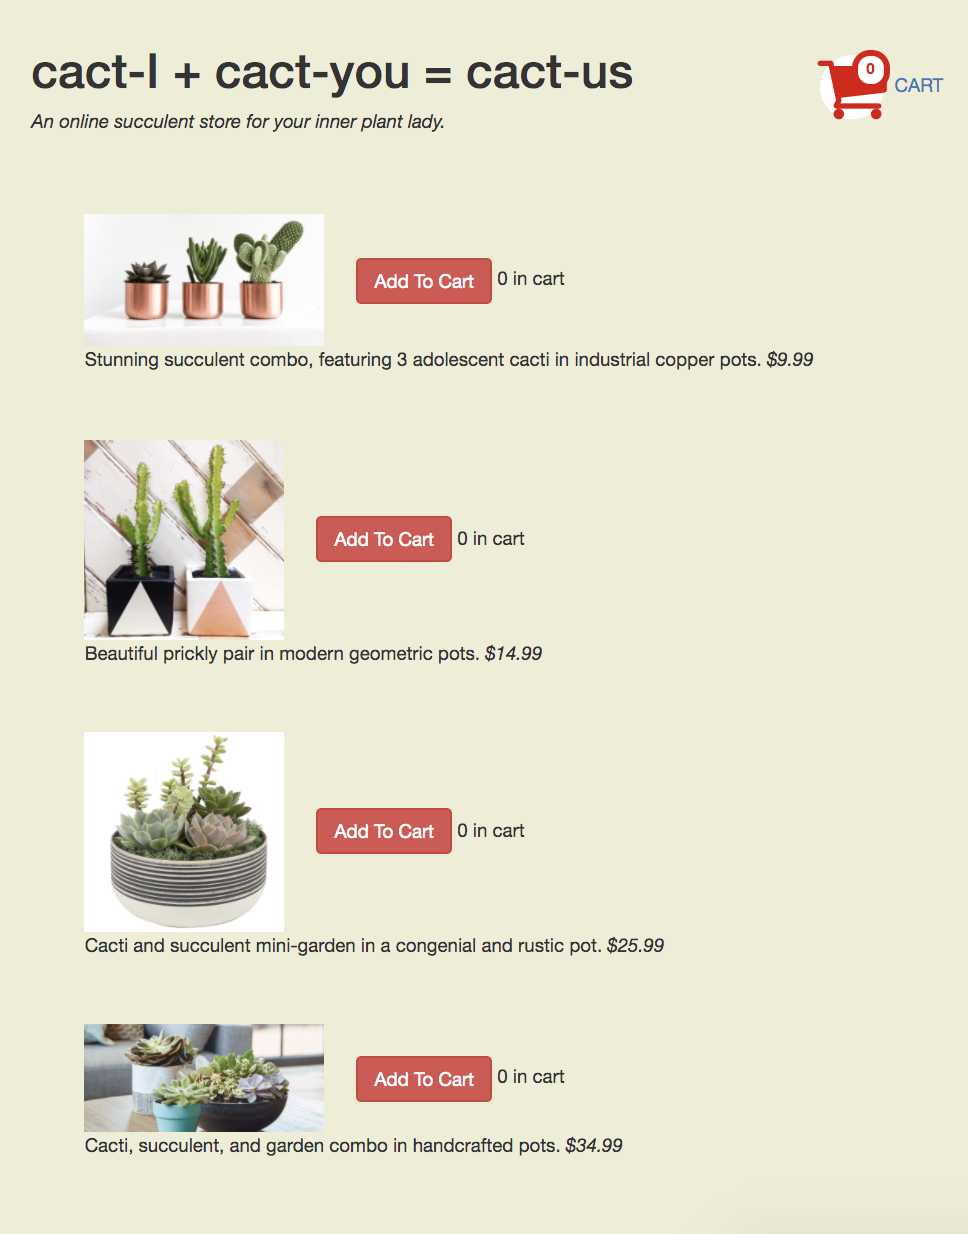 cact-I + cact-you = cact-us
0
CART
An online succulent store for your inner plant lady.
Add To Cart 0 in cart
Stunning succulent combo, featuring 3 adolescent cacti in industrial copper pots. $9.99
Add To Cart 0 in cart
Beautiful prickly pair in modern geometric pots. $14.99
Add To Cart 0 in cart
Cacti and succulent mini-garden in a congenial and rustic pot. $25.99
Add To Cart 0 in cart
Cacti, succulent, and garden combo in handcrafted pots. $34.99